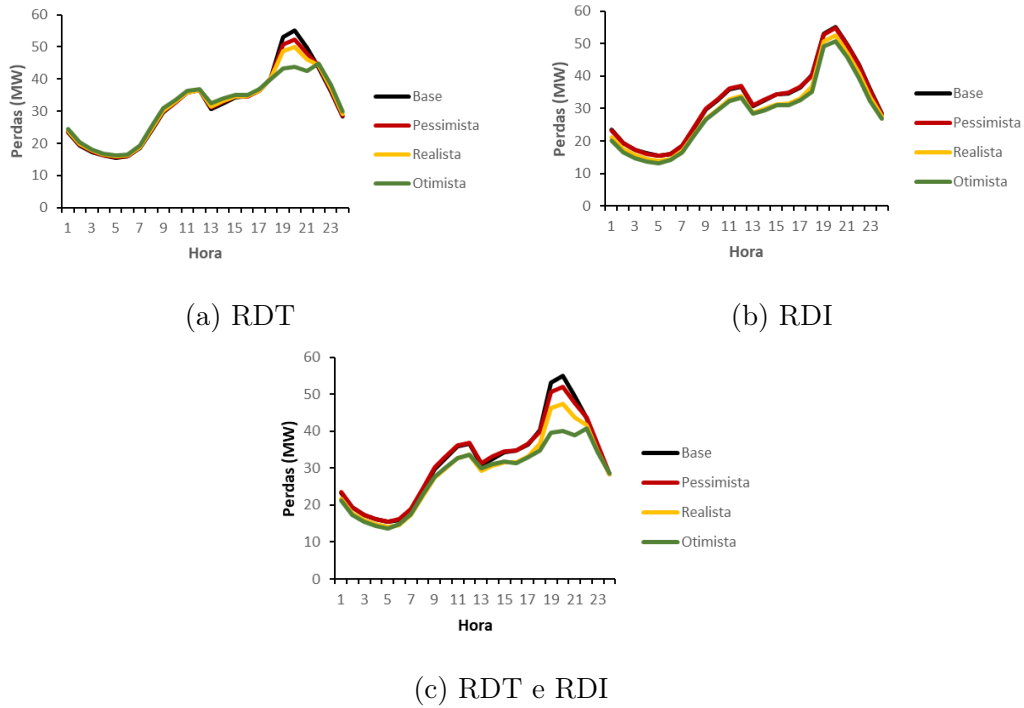 60
50
40
30
20
10
0
Perdas (MW)
1 3 5 7 9 11 13 15 17 19 21 23
Hora
Base
Pessimista
Realista
Otimista
(a) RDT
60
50
40
30
20
10
0
Perdas (MW)
1 3 5 7 9 11 13 15 17 19 21 23
Hora
Base
Pessimista
Realista
Otimista
(b) RDI
60
50
40
30
20
10
0
Perdas (MW)
1 3 5 7 9 11 13 15 17 19 21 23
Hora
Base
Pessimista
Realista
Otimista
(c) RDT e RDI